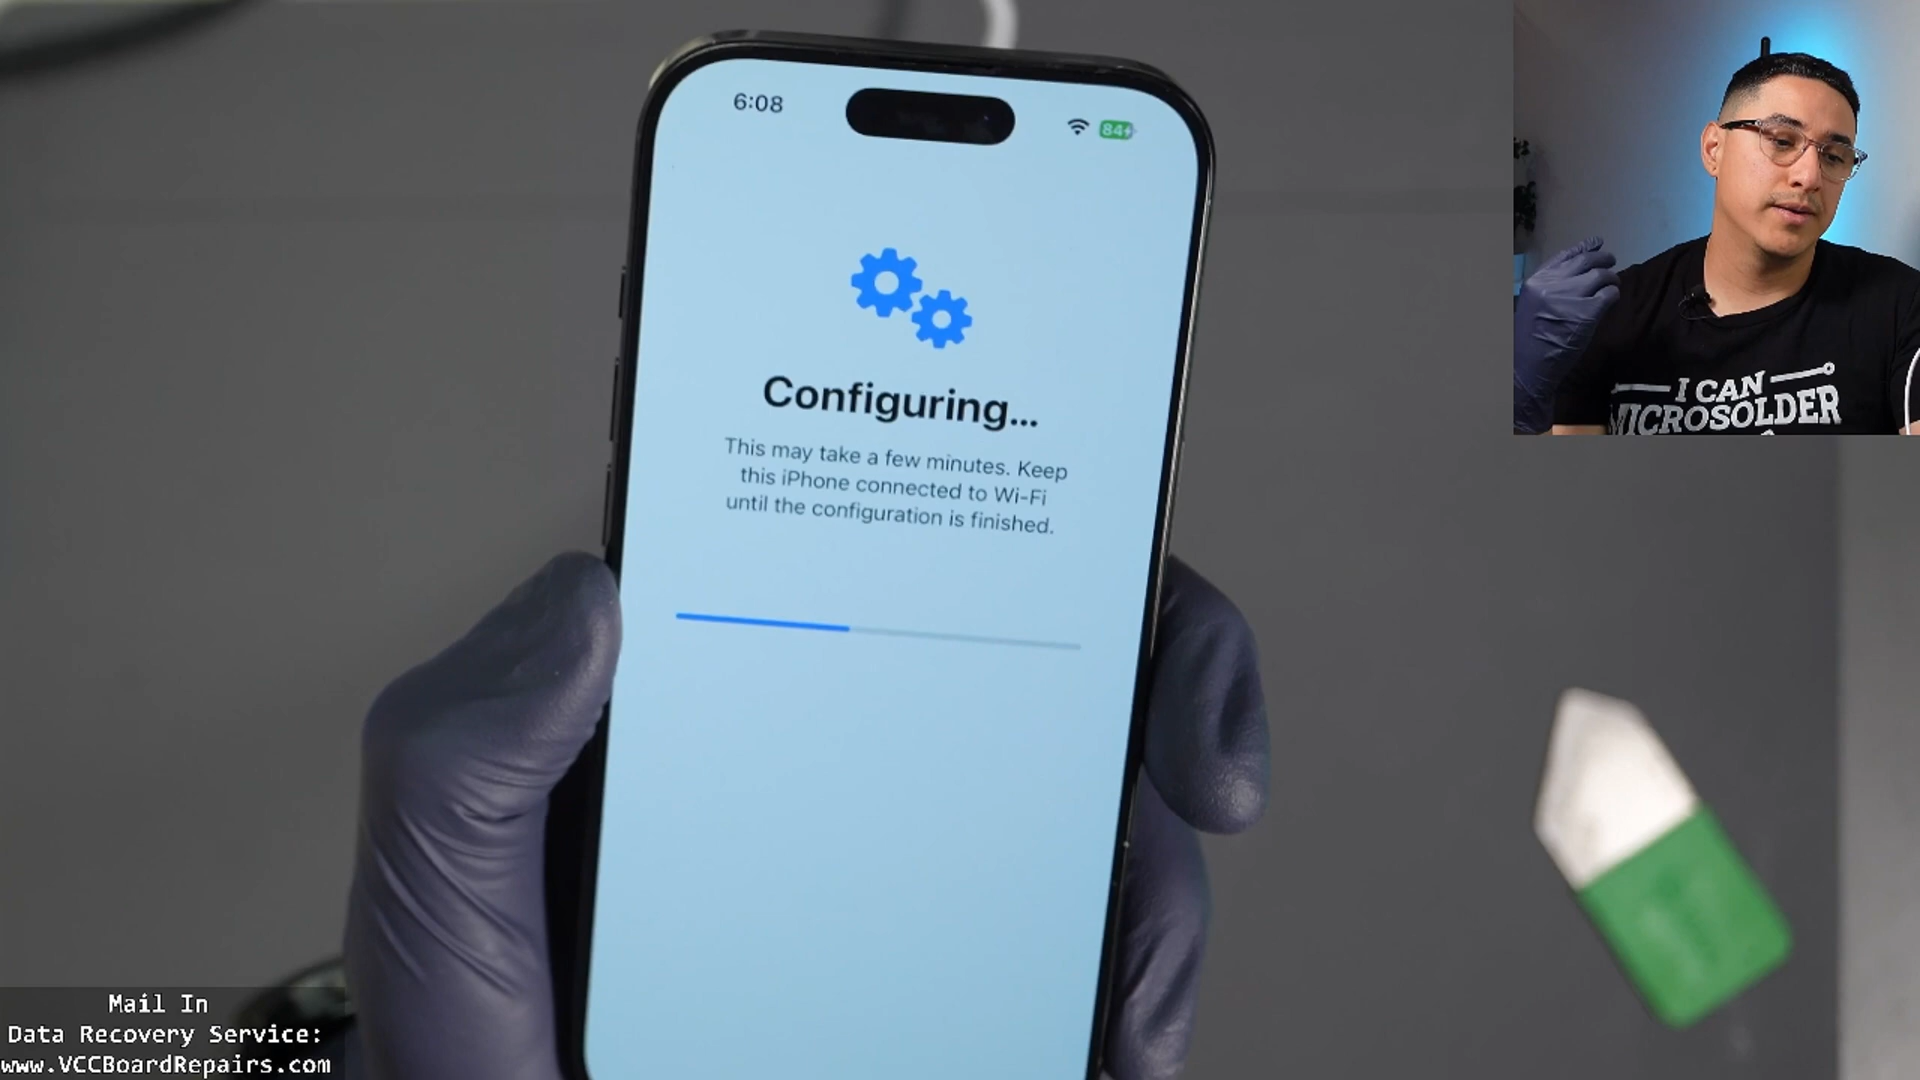 6:08
84
Configuring...
This may take a few minutes. Keep
this iPhone connected to Wi-Fi
until the configuration is finished.
I CAN
MICROSOLDER
Mail In
Data Recovery Service:
www.VCCBoardRepairs.com